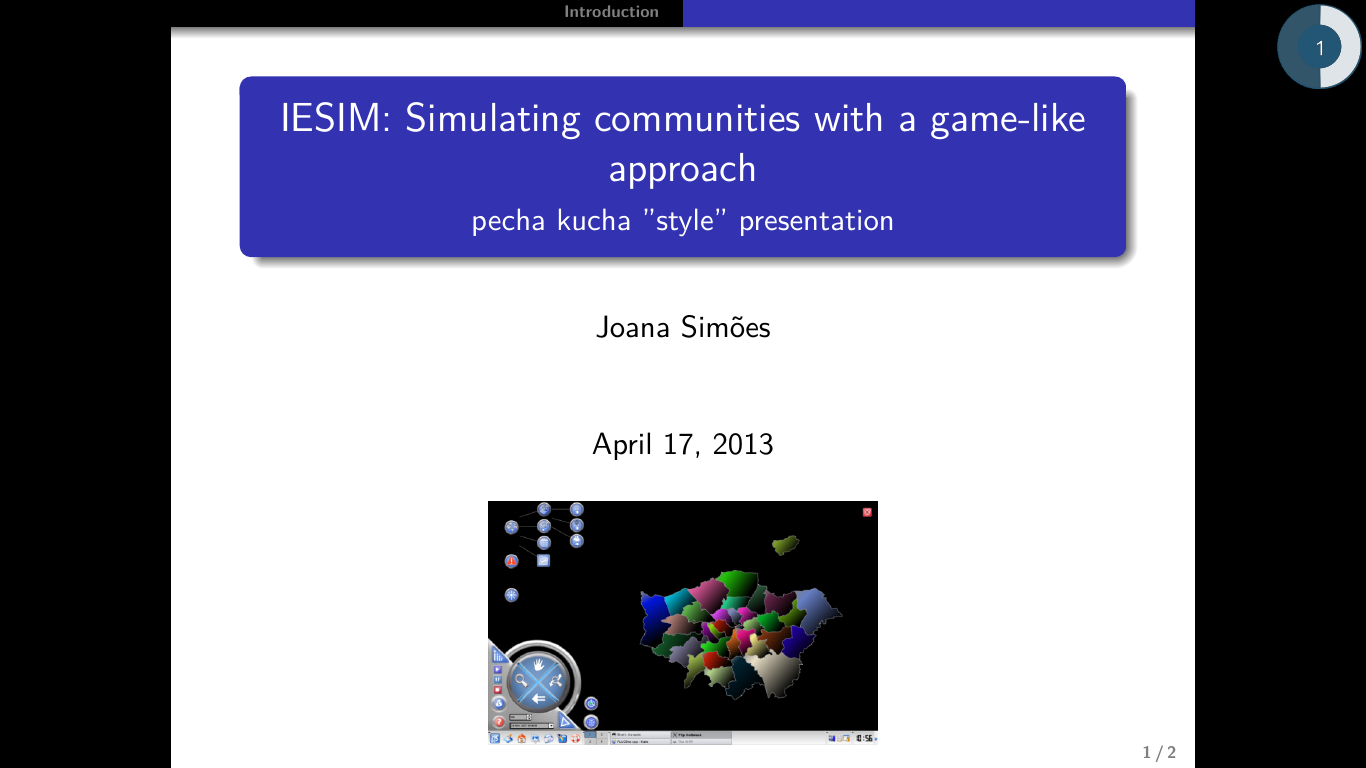 Introduction
1
IESIM: Simulating communities with a game-like
approach
pecha kucha ”style” presentation
Joana Simões
April 17, 2013
10:56
1 / 2